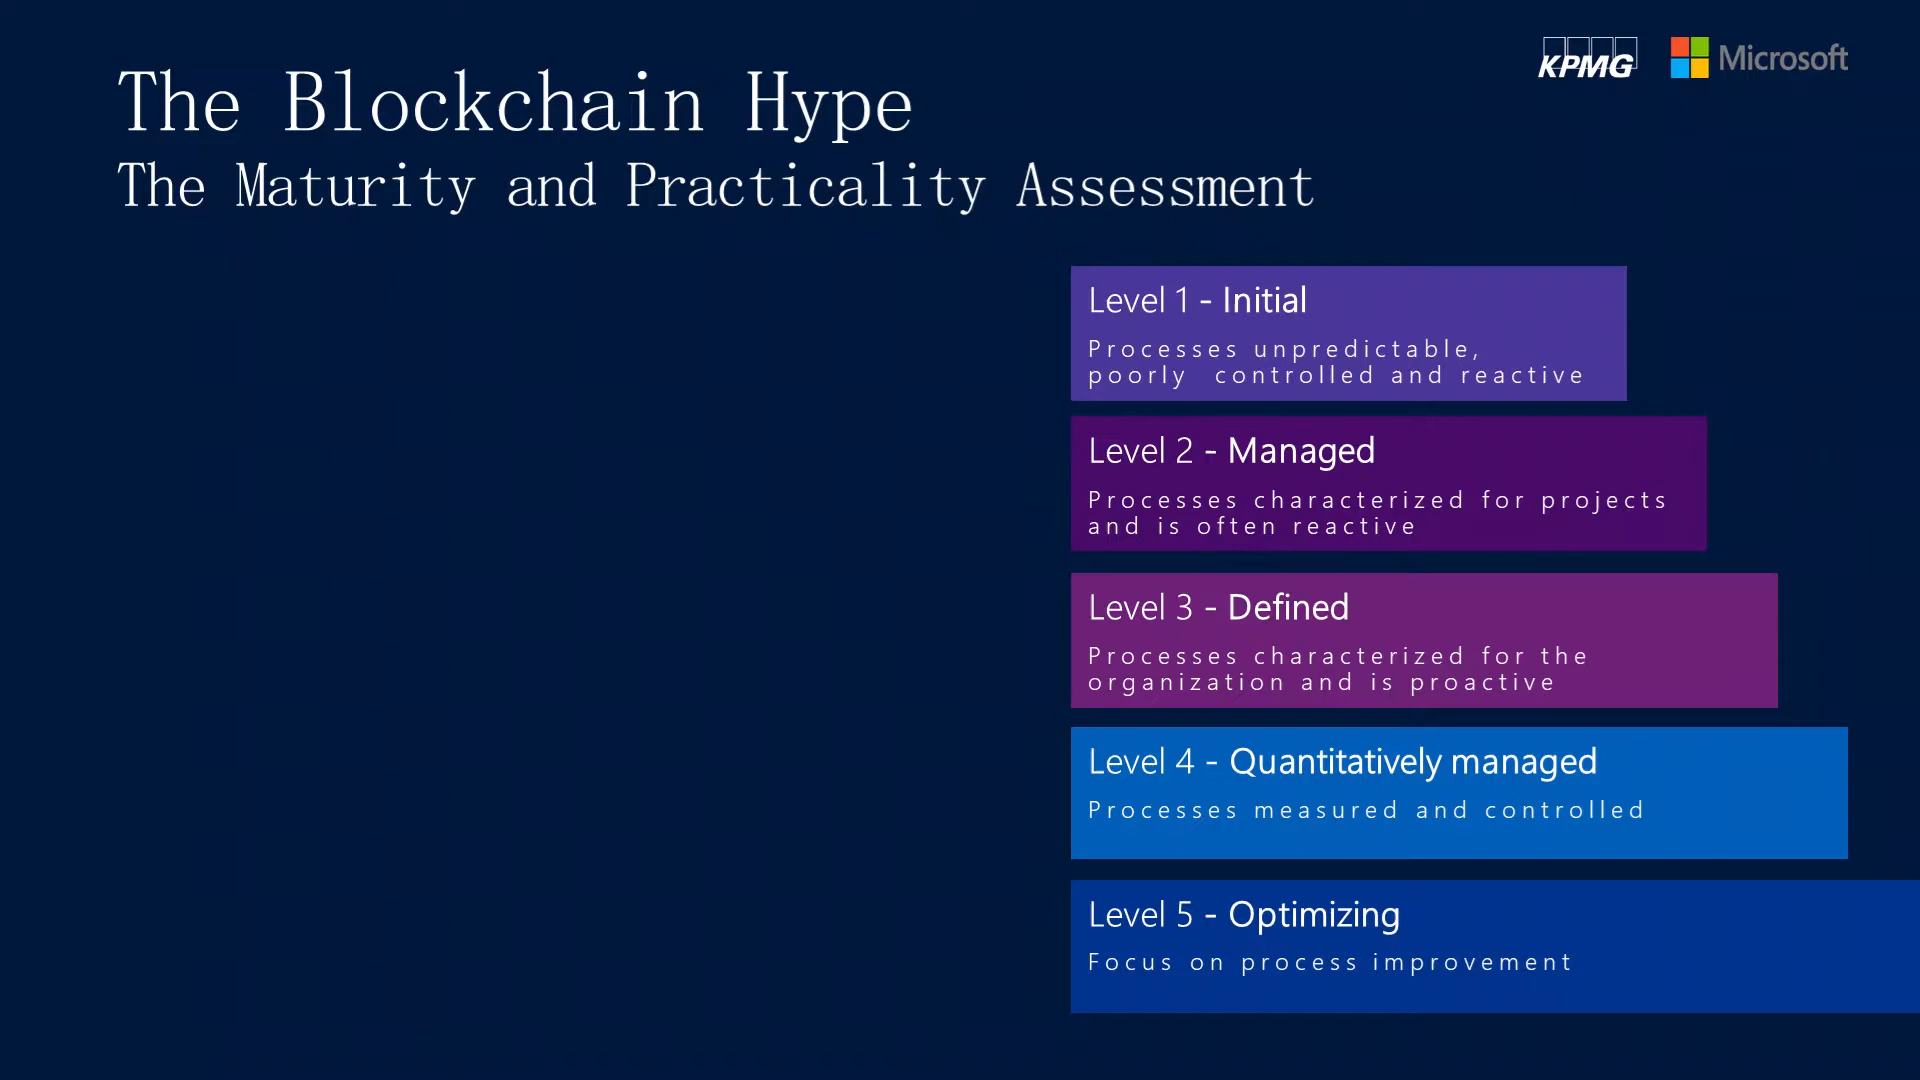 KPMG Microsoft
The Blockchain Hype
The Maturity and Practicality Assessment
Level 1 - Initial
Processes unpredictable,
poorly controlled and reactive
Level 2 - Managed
Processes characterized for projects
and is often reactive
Level 3 - Defined
Processes characterized for the
organization and is proactive
Level 4 - Quantitatively managed
Processes measured and controlled
Level 5 - Optimizing
Focus on process improvement